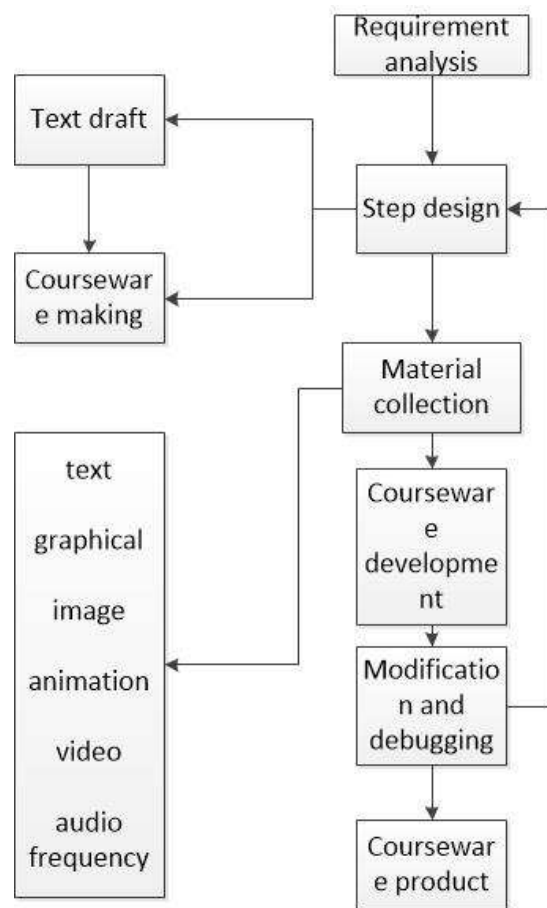 Requirement
analysis
Text draft
Step design
Coursewar
e making
Material
collection
text
graphical
image
animation
video
audio
frequency
Coursewar
e
developme
nt
Modificatio
n and
debugging
Coursewar
e product